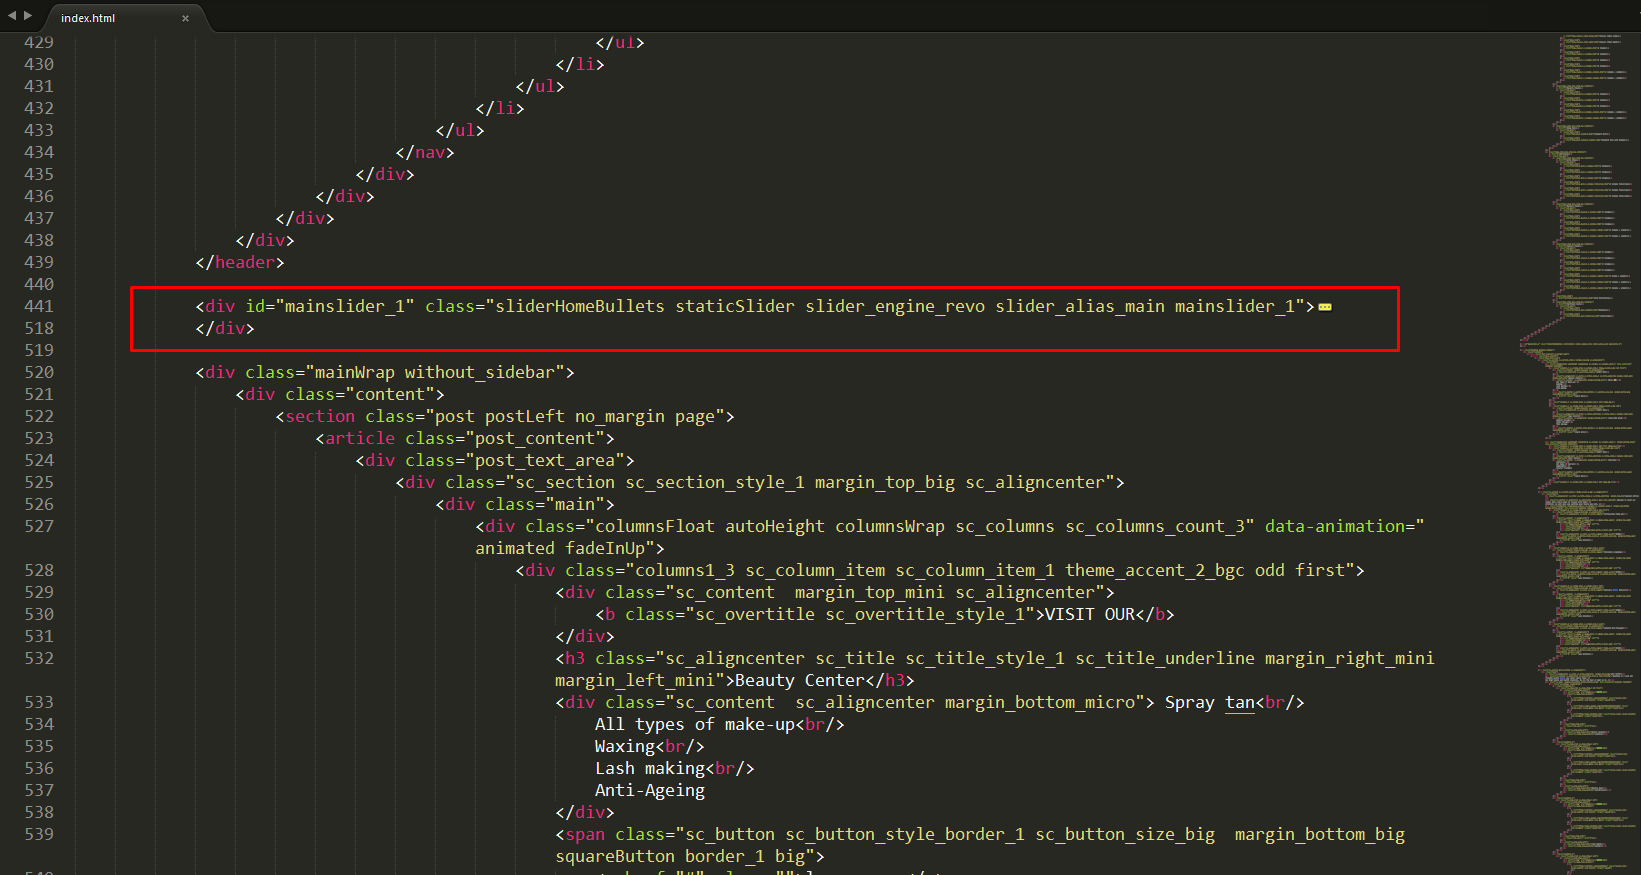 index.html ×
429 </ul>
430 </li>
431 </ul>
432 </li>
433 </ul>
434 </nav>
435 </div>
436 </div>
437 </div>
438 </div>
439 </header>
440
441 <div id="mainslider_1" class="sliderHomeBullets staticSlider slider_engine_revo slider_alias_main mainslider_1">
518 </div>
519
520 <div class="mainWrap without_sidebar">
521 <div class="content">
522 <section class="post postLeft no_margin page">
523 <article class="post_content">
524 <div class="post_text_area">
525 <div class="sc_section sc_section_style_1 margin_top_big sc_aligncenter">
526 <div class="main">
527 <div class="columnsFloat autoHeight columnsWrap sc_columns sc_columns_count_3" data-animation="
animated fadeInUp">
528 <div class="columns1_3 sc_column_item sc_column_item_1 theme_accent_2_bgc odd first">
529 <div class="sc_content  margin_top_mini sc_aligncenter">
530 <b class="sc_overtitle sc_overtitle_style_1">VISIT OUR</b>
531 </div>
532 <h3 class="sc_aligncenter sc_title sc_title_style_1 sc_title_underline margin_right_mini
margin_left_mini">Beauty Center</h3>
533 <div class="sc_content  sc_aligncenter margin_bottom_micro"> Spray tan<br/>
534 All types of make-up<br/>
535 Waxing<br/>
536 Lash making<br/>
537 Anti-Ageing
538 </div>
539 <span class="sc_button sc_button_style_border_1 sc_button_size_big  margin_bottom_big
squareButton border_1 big">